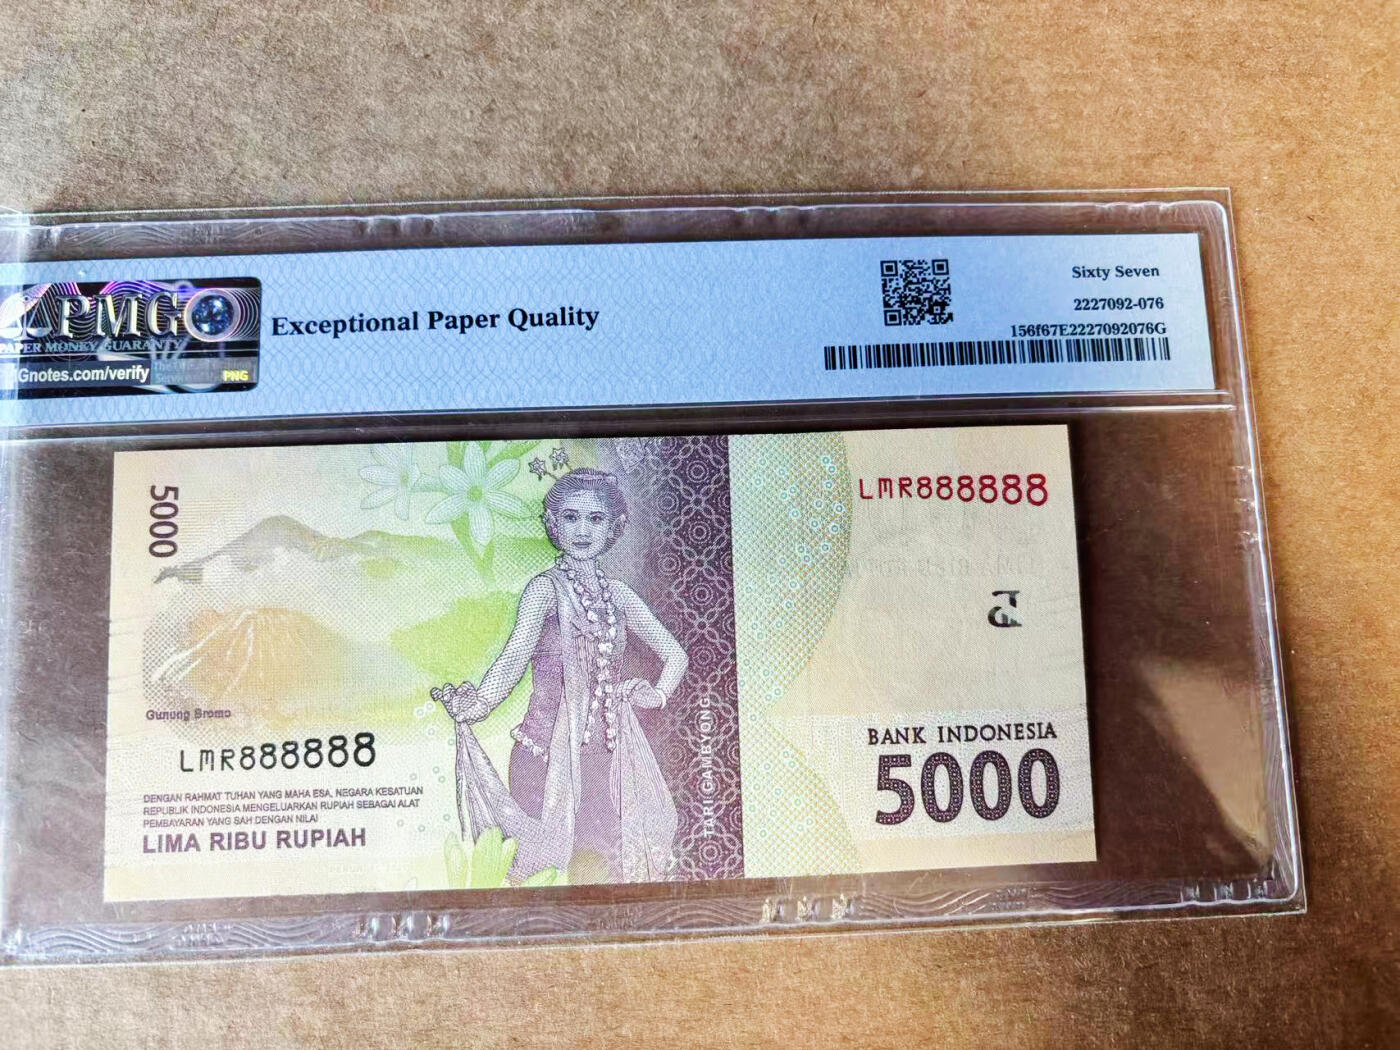 PMG
PAPER MONEY GUARANTY
Gnotes.com/verify
PNG
Exceptional Paper Quality
Sixty Seven
2227092-076
156f67E2227092076G
5000
LMR888888
Gunung Bromo
LMR888888
DENGAN RAHMAT TUHAN YANG MAHA ESA, NEGARA KESATUAN
REPUBLIK INDONESIA MENGELUARKAN RUPIAH SEBAGAI ALAT
PEMBAYARAN YANG SAH DENGAN NILAI
LIMA RIBU RUPIAH
TARI GAMBYONG
BANK INDONESIA
5000